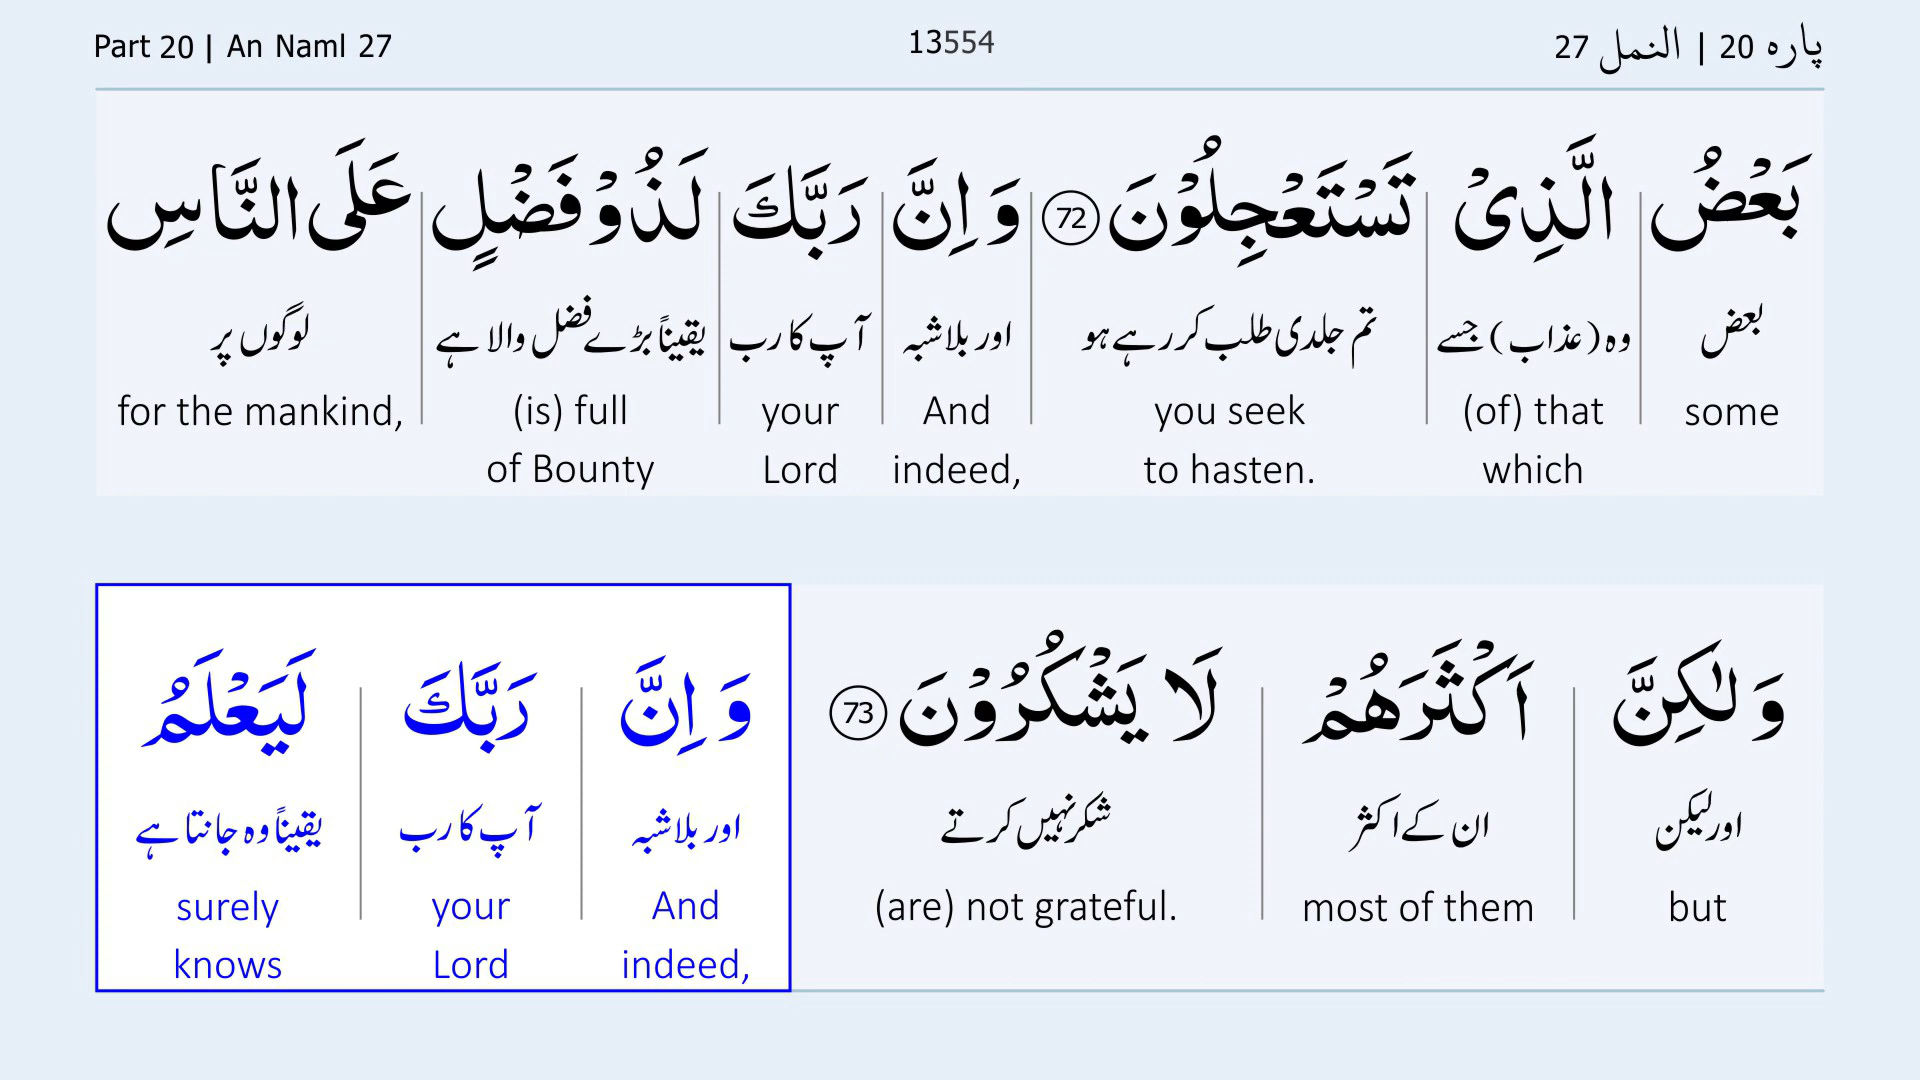 Part 20 | An Naml 27
13554
پارہ 20 | النمل 27
بَعْضُ الَّذِیْ تَسْتَعْجِلُوْنَ 72 وَ اِنَّ رَبَّكَ لَذُوْ فَضْلٍ عَلَی النَّاسِ
بعض وہ (عذاب) جسے تم جلدی طلب کر رہے ہو اور بلاشبہ آپ کا رب یقیناً بڑے فضل والا ہے لوگوں پر
some (of) that you seek And your (is) full for the mankind,
which to hasten. indeed, Lord of Bounty
وَ لٰكِنَّ اَكْثَرَهُمْ لَا یَشْكُرُوْنَ 73 وَ اِنَّ رَبَّكَ لَیَعْلَمُ
اور لیکن ان کے اکثر شکر نہیں کرتے اور بلاشبہ آپ کا رب یقیناً وہ جانتا ہے
but most of them (are) not grateful. And your surely
indeed, Lord knows